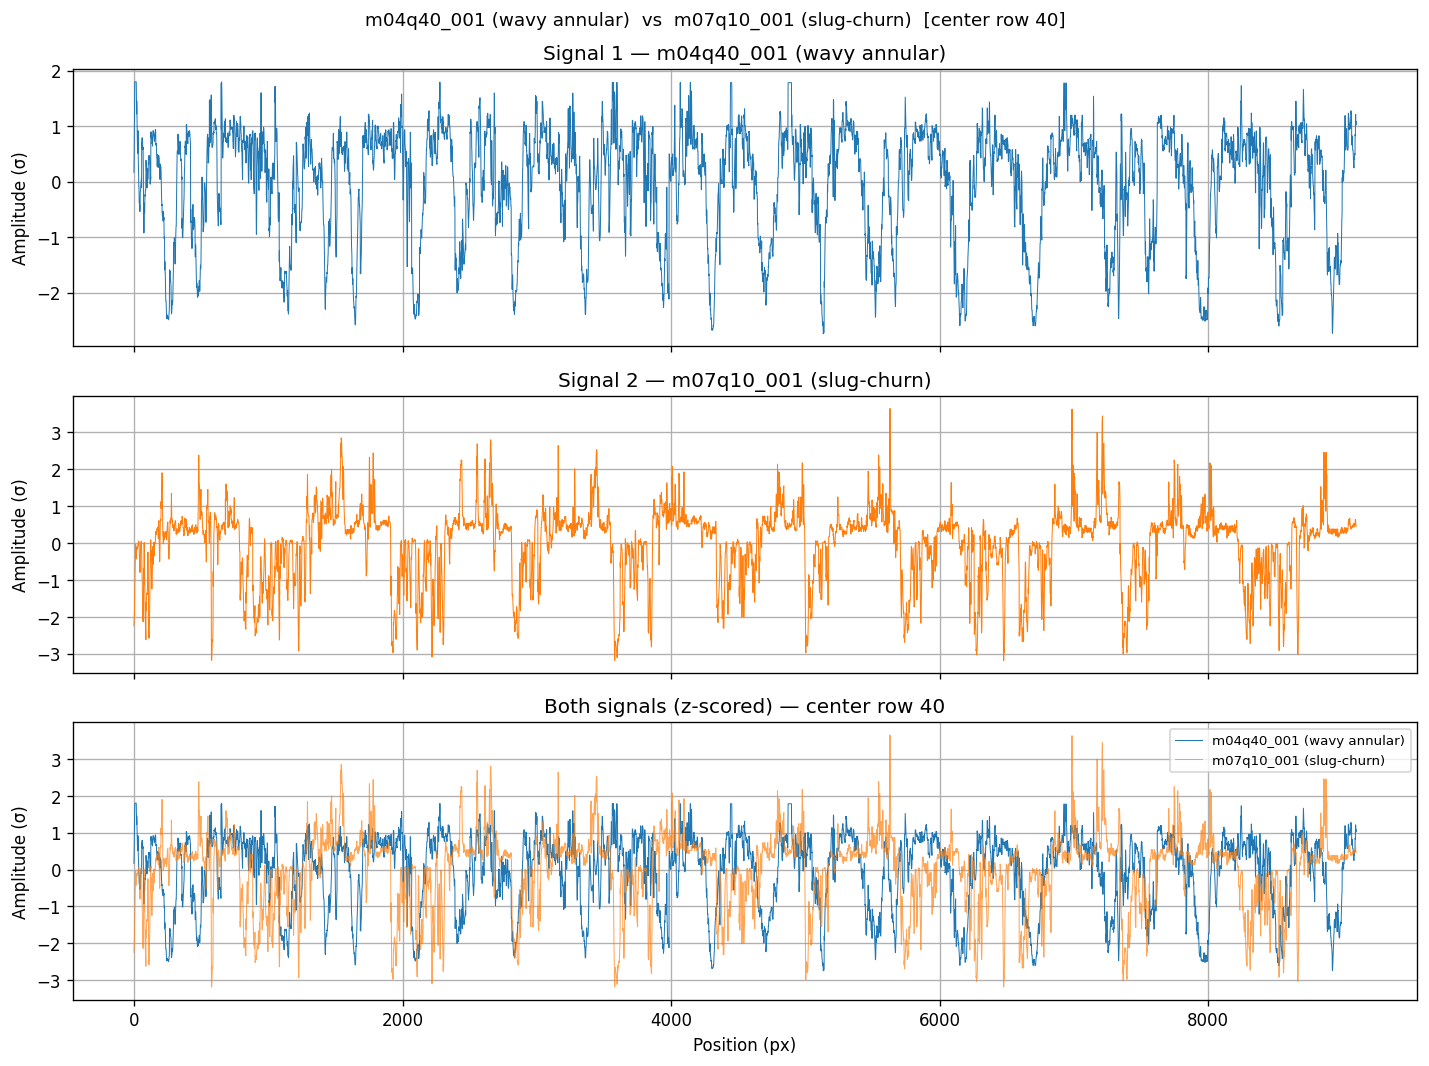 m04q40_001 (wavy annular)  vs  m07q10_001 (slug-churn)  [center row 40]
Signal 1 — m04q40_001 (wavy annular)
2
1
0
−1
−2
Amplitude (σ)
Signal 2 — m07q10_001 (slug-churn)
3
2
1
0
−1
−2
−3
Amplitude (σ)
Both signals (z-scored) — center row 40
m04q40_001 (wavy annular)
m07q10_001 (slug-churn)
3
2
1
0
−1
−2
−3
Amplitude (σ)
0 2000 4000 6000 8000
Position (px)